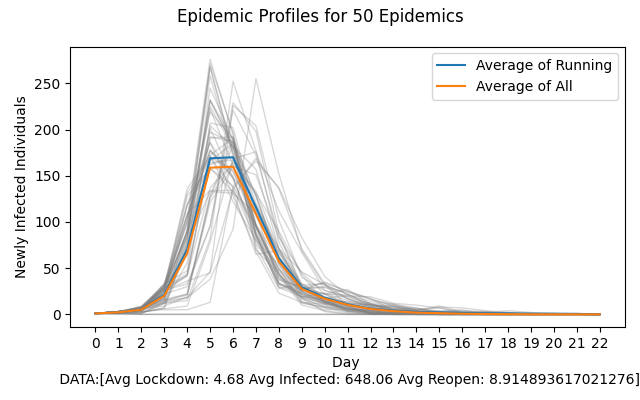 Epidemic Profiles for 50 Epidemics
Average of Running
Average of All
Newly Infected Individuals
250
200
150
100
50
0
0 1 2 3 4 5 6 7 8 9 10 11 12 13 14 15 16 17 18 19 20 21 22
Day
DATA:[Avg Lockdown: 4.68 Avg Infected: 648.06 Avg Reopen: 8.914893617021276]